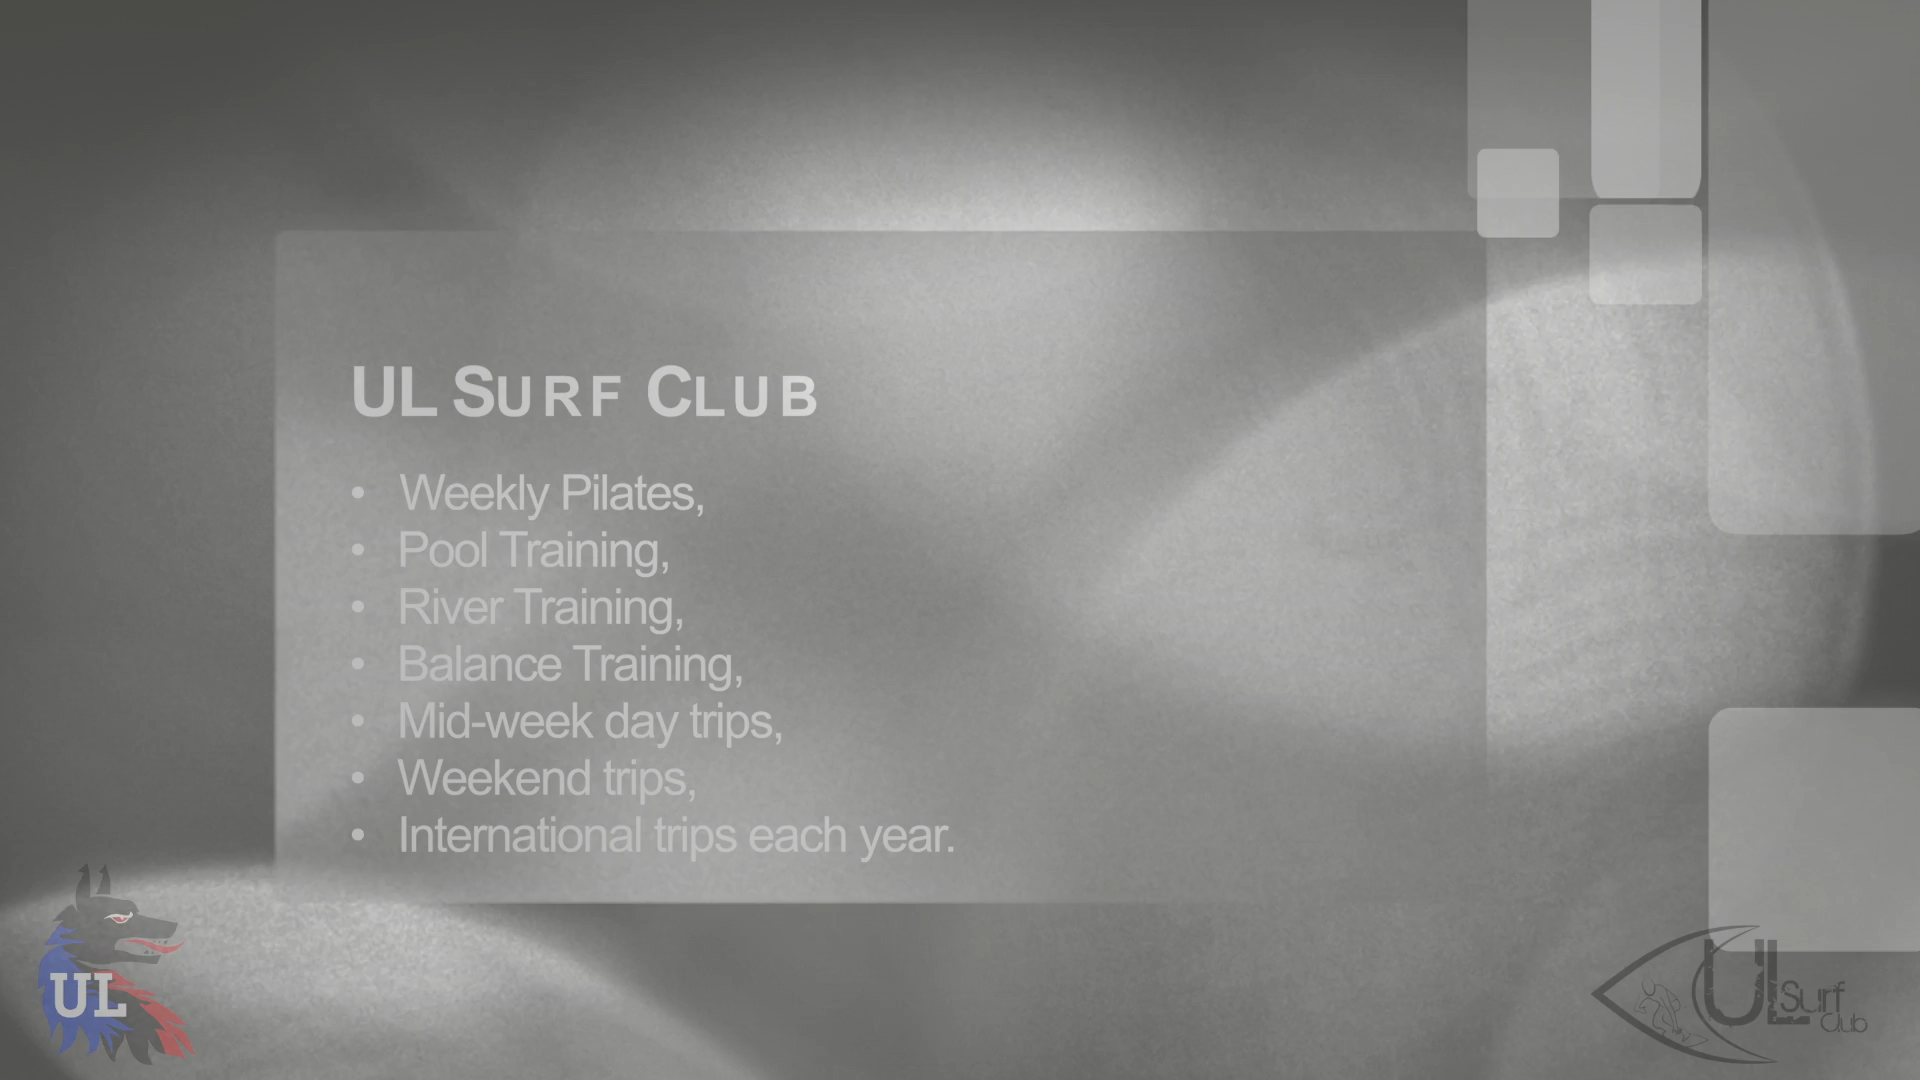 UL SURF CLUB
• Weekly Pilates,
• Pool Training,
• River Training,
• Balance Training,
• Mid-week day trips,
• Weekend trips,
• International trips each year.
UL
UL Surf
Club